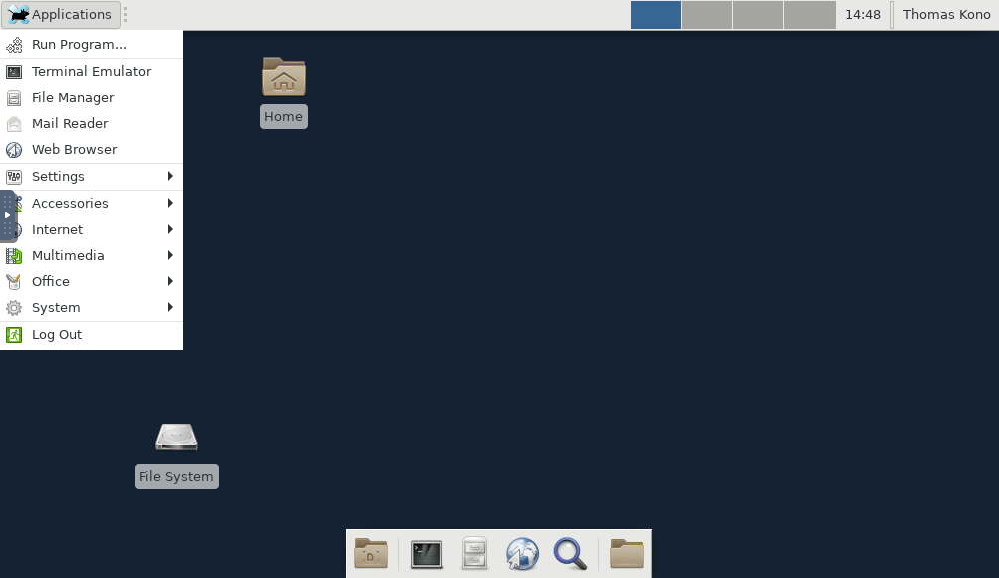 Applications
14:48
Thomas Kono
Run Program...
Terminal Emulator
File Manager
Mail Reader
Web Browser
Settings
Accessories
Internet
Multimedia
Office
System
Log Out
Home
File System